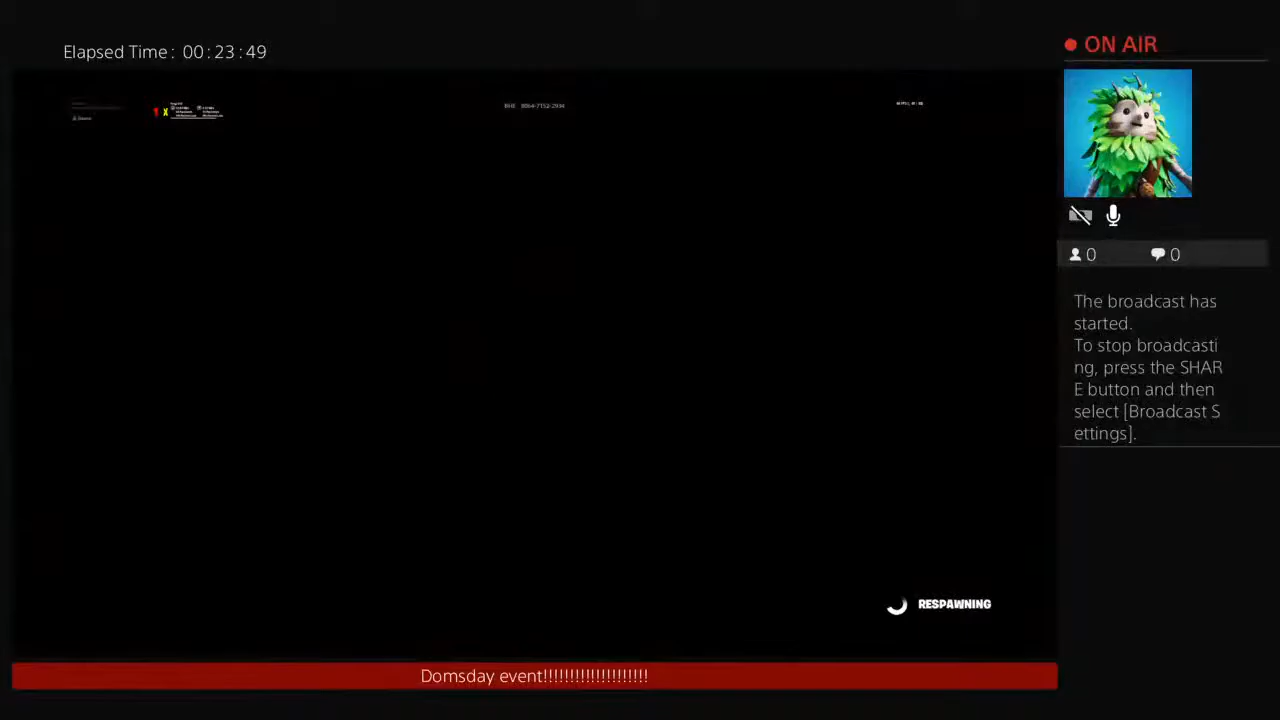 Elapsed Time: 00:23:49
ON AIR
0 0
The broadcast has
started.
To stop broadcasti
ng, press the SHAR
E button and then
select [Broadcast S
ettings].
RESPAWNING
Domsday event!!!!!!!!!!!!!!!!!!!!